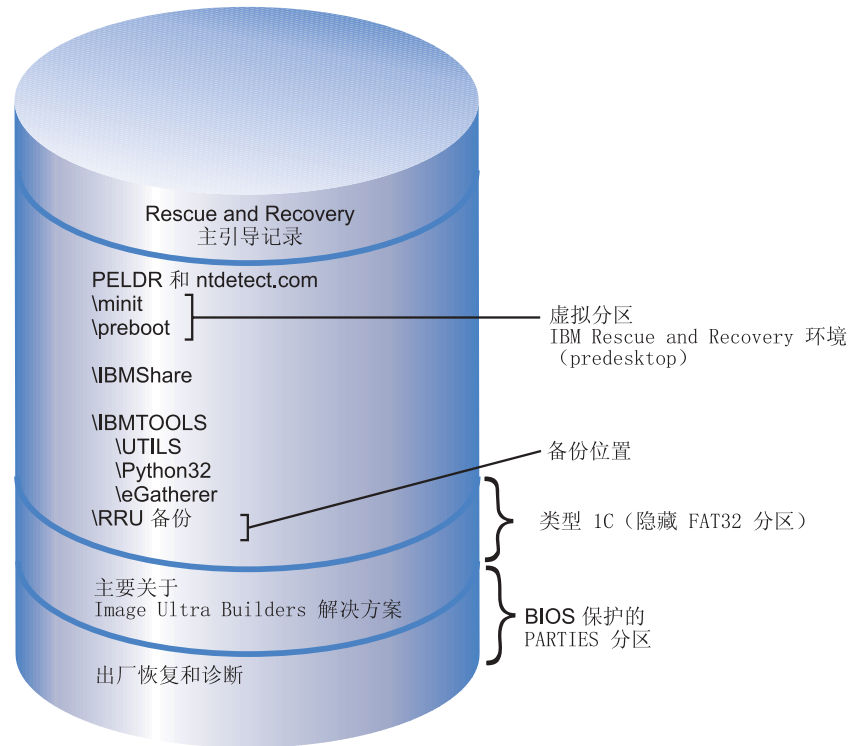 Rescue and Recovery
主引导记录
PELDR 和 ntdetect.com
\minit
\preboot
虚拟分区
IBM Rescue and Recovery 环境
（predesktop）
\IBMShare
\IBMTOOLS
\UTILS
\Python32
\eGatherer
\RRU 备份
备份位置
类型 1C（隐藏 FAT32 分区）
主要关于
Image Ultra Builders 解决方案
BIOS 保护的
PARTIES 分区
出厂恢复和诊断